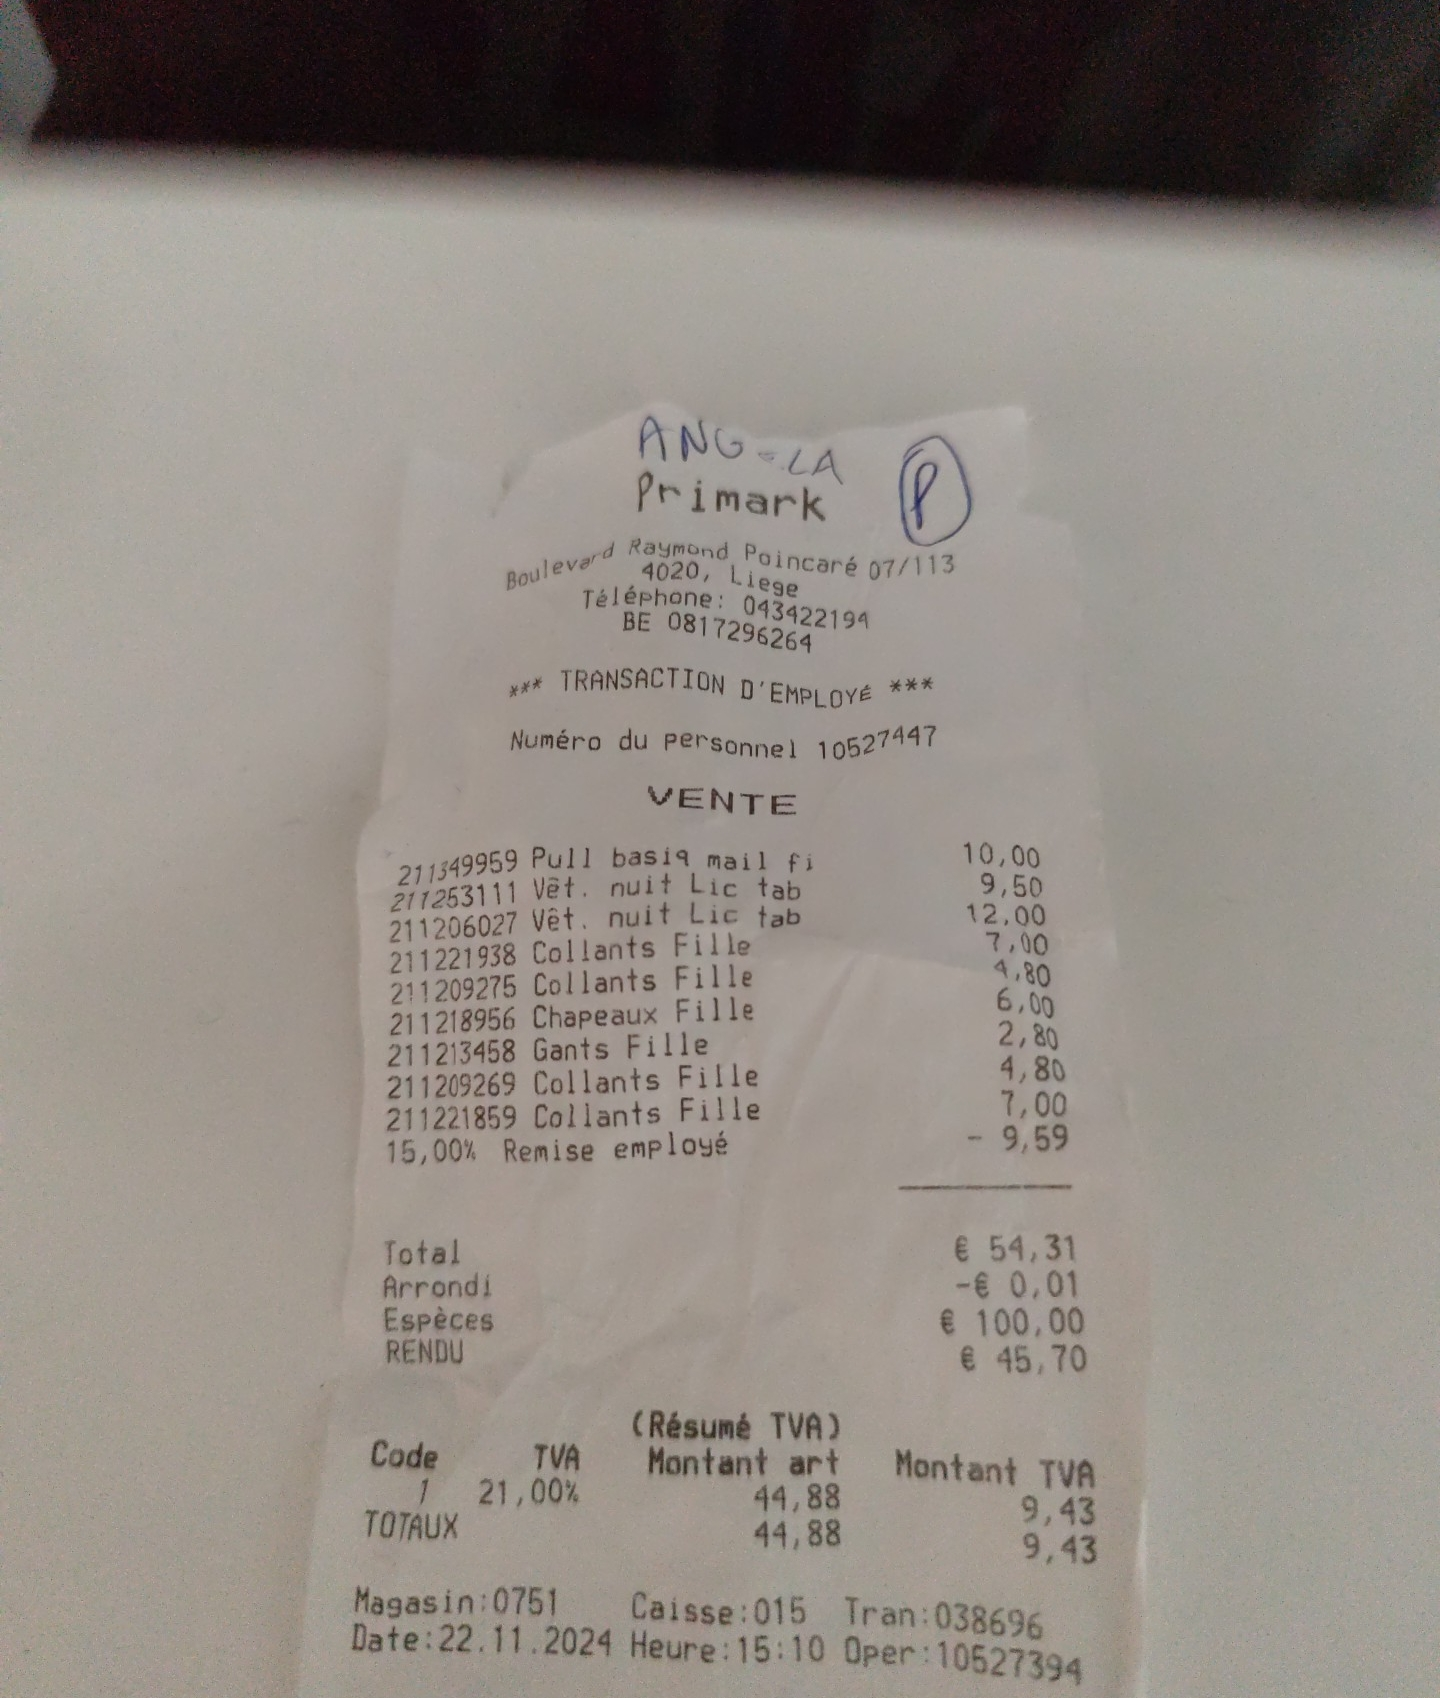 ANG-LA
Primark P
Boulevard Raymond Poincaré 07/113
4020, Liege
Téléphone: 043422194
BE 0817296264
*** TRANSACTION D'EMPLOYÉ ***
Numéro du personnel 10527447
VENTE
211349959 Pull basiq mail fi 10,00
211253111 Vêt. nuit Lic tab 9,50
211206027 Vêt. nuit Lic tab 12,00
211221938 Collants Fille 7,00
211209275 Collants Fille 4,80
211218956 Chapeaux Fille 6,00
211213458 Gants Fille 2,80
211209269 Collants Fille 4,80
211221859 Collants Fille 7,00
15,00% Remise employé - 9,59
Total € 54,31
Arrondi -€ 0,01
Espèces € 100,00
RENDU € 45,70
(Résumé TVA)
Code TVA Montant art Montant TVA
1 21,00% 44,88 9,43
TOTAUX 44,88 9,43
Magasin:0751 Caisse:015 Tran:038696
Date:22.11.2024 Heure:15:10 Oper:10527394